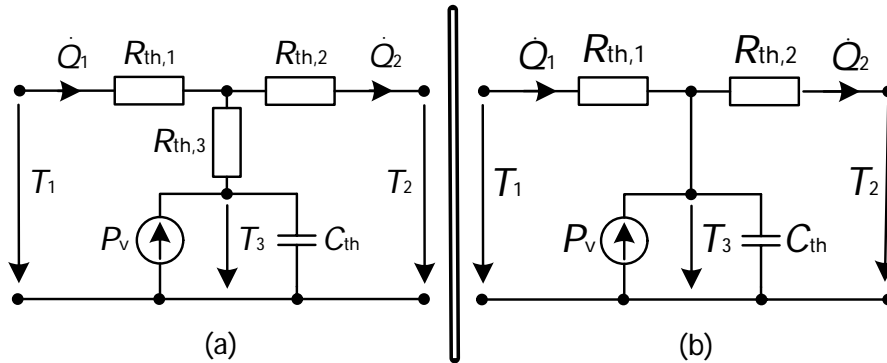 Q̇1 Rth,1 Rth,2 Q̇2
Rth,3
T1 T2
Pv T3 Cth
(a)
Q̇1 Rth,1 Rth,2 Q̇2
T1 T2
Pv T3 Cth
(b)